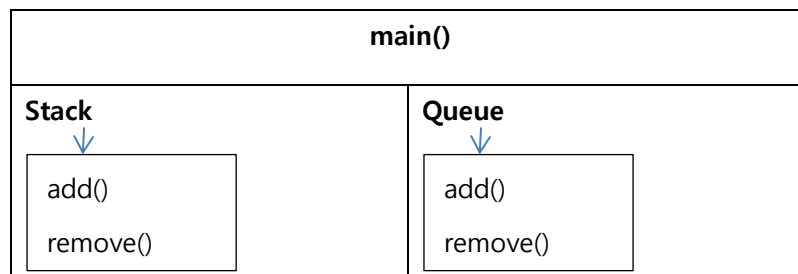 main()
Stack
add()
remove()
Queue
add()
remove()